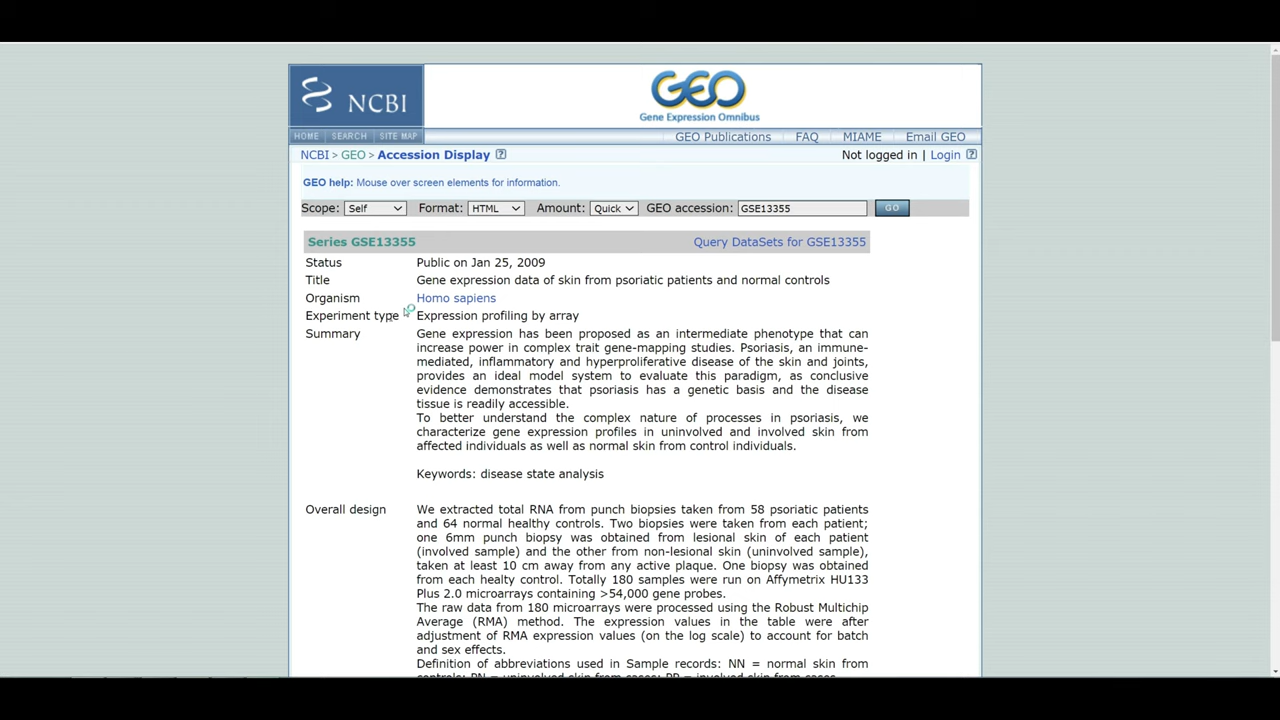 NCBI
GEO
Gene Expression Omnibus
HOME SEARCH SITE MAP
GEO Publications FAQ MIAME Email GEO
NCBI > GEO > Accession Display ?
Not logged in | Login ?
GEO help: Mouse over screen elements for information.
Scope: Self Format: HTML Amount: Quick GEO accession: GSE13355 GO
Series GSE13355 Query DataSets for GSE13355
Status Public on Jan 25, 2009
Title Gene expression data of skin from psoriatic patients and normal controls
Organism Homo sapiens
Experiment type Expression profiling by array
Summary Gene expression has been proposed as an intermediate phenotype that can
increase power in complex trait gene-mapping studies. Psoriasis, an immune-
mediated, inflammatory and hyperproliferative disease of the skin and joints,
provides an ideal model system to evaluate this paradigm, as conclusive
evidence demonstrates that psoriasis has a genetic basis and the disease
tissue is readily accessible.
To better understand the complex nature of processes in psoriasis, we
characterize gene expression profiles in uninvolved and involved skin from
affected individuals as well as normal skin from control individuals.
Keywords: disease state analysis
Overall design We extracted total RNA from punch biopsies taken from 58 psoriatic patients
and 64 normal healthy controls. Two biopsies were taken from each patient;
one 6mm punch biopsy was obtained from lesional skin of each patient
(involved sample) and the other from non-lesional skin (uninvolved sample),
taken at least 10 cm away from any active plaque. One biopsy was obtained
from each healty control. Totally 180 samples were run on Affymetrix HU133
Plus 2.0 microarrays containing >54,000 gene probes.
The raw data from 180 microarrays were processed using the Robust Multichip
Average (RMA) method. The expression values in the table were after
adjustment of RMA expression values (on the log scale) to account for batch
and sex effects.
Definition of abbreviations used in Sample records: NN = normal skin from
controls; PN = uninvolved skin from cases; PP = involved skin from cases.